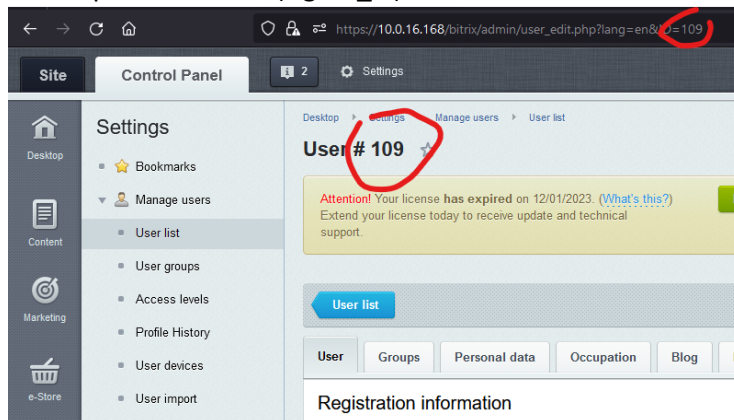 https://10.0.16.168/bitrix/admin/user_edit.php?lang=en&ID=109
Site
Control Panel
2
Settings
Desktop
Content
Marketing
e-Store
Settings
Bookmarks
Manage users
User list
User groups
Access levels
Profile History
User devices
User import
Desktop
Settings
Manage users
User list
User # 109
Attention! Your license has expired on 12/01/2023. (What's this?)
Extend your license today to receive update and technical
support.
User list
User
Groups
Personal data
Occupation
Blog
Registration information